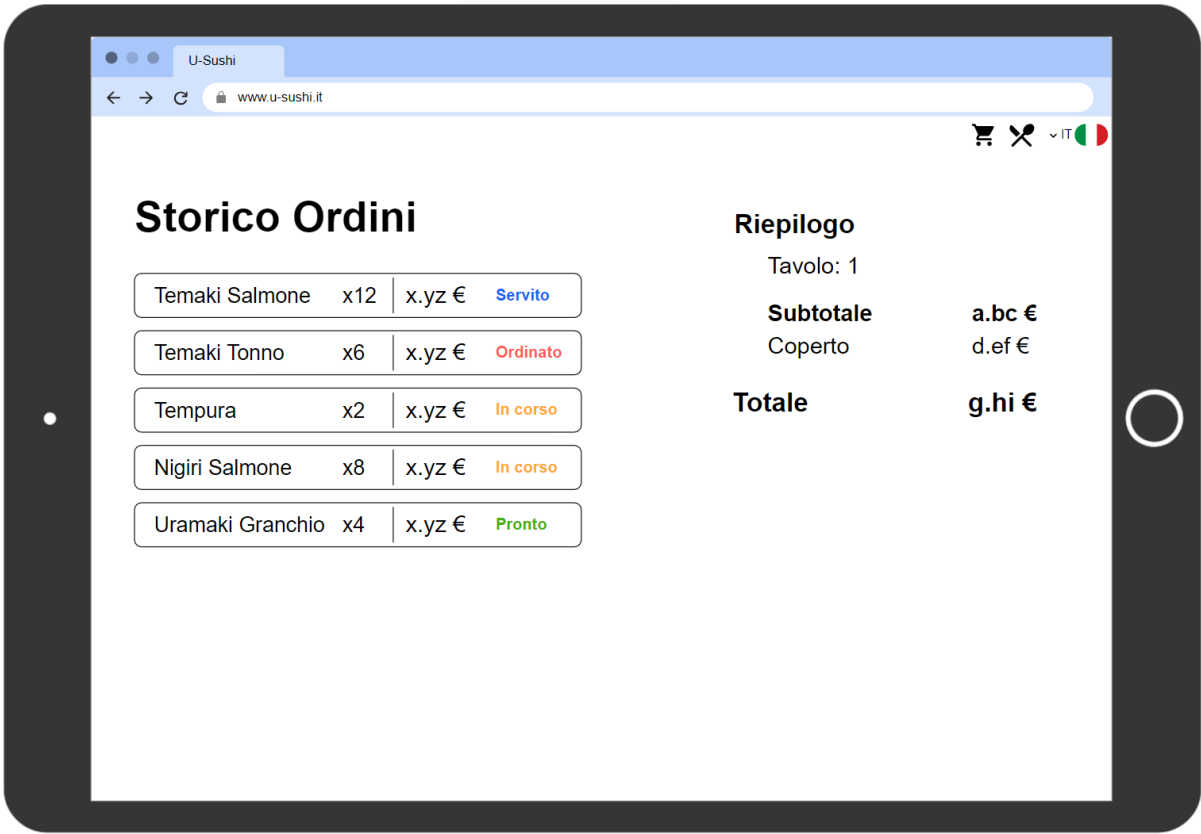 U-Sushi
www.u-sushi.it
IT
Storico Ordini
Temaki Salmone x12 x.yz € Servito
Temaki Tonno x6 x.yz € Ordinato
Tempura x2 x.yz € In corso
Nigiri Salmone x8 x.yz € In corso
Uramaki Granchio x4 x.yz € Pronto
Riepilogo
Tavolo: 1
Subtotale a.bc €
Coperto d.ef €
Totale g.hi €